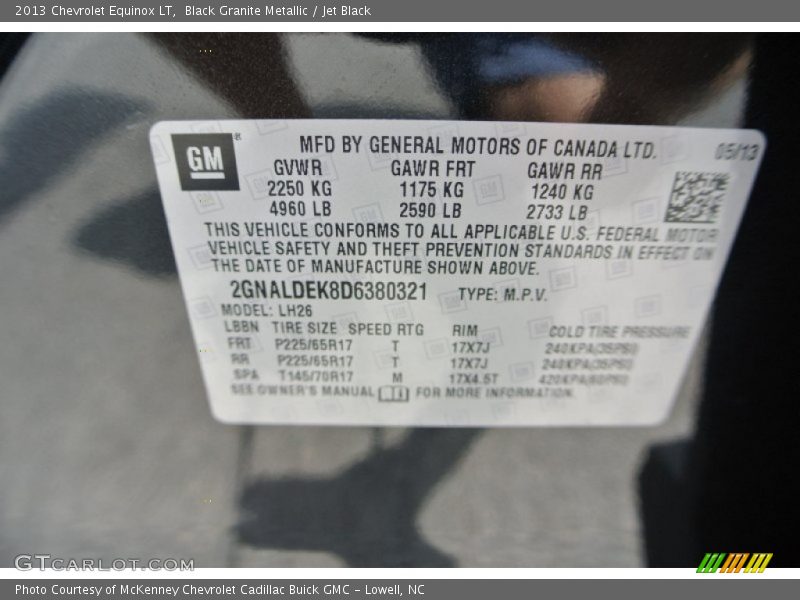 2013 Chevrolet Equinox LT,  Black Granite Metallic / Jet Black
GM
MFD BY GENERAL MOTORS OF CANADA LTD. 05/13
GVWR GAWR FRT GAWR RR
2250 KG 1175 KG 1240 KG
4960 LB 2590 LB 2733 LB
THIS VEHICLE CONFORMS TO ALL APPLICABLE U.S. FEDERAL MOTOR
VEHICLE SAFETY AND THEFT PREVENTION STANDARDS IN EFFECT ON
THE DATE OF MANUFACTURE SHOWN ABOVE.
2GNALDEK8D6380321 TYPE: M.P.V.
MODEL: LH26
LBBN TIRE SIZE SPEED RTG RIM COLD TIRE PRESSURE
FRT P225/65R17 T 17X7J 240KPA(35PSI)
RR P225/65R17 T 17X7J 240KPA(35PSI)
SPA T145/70R17 M 17X4.5T 420KPA(60PSI)
SEE OWNER'S MANUAL FOR MORE INFORMATION.
GTCARLOT.COM
Photo Courtesy of McKenney Chevrolet Cadillac Buick GMC – Lowell, NC